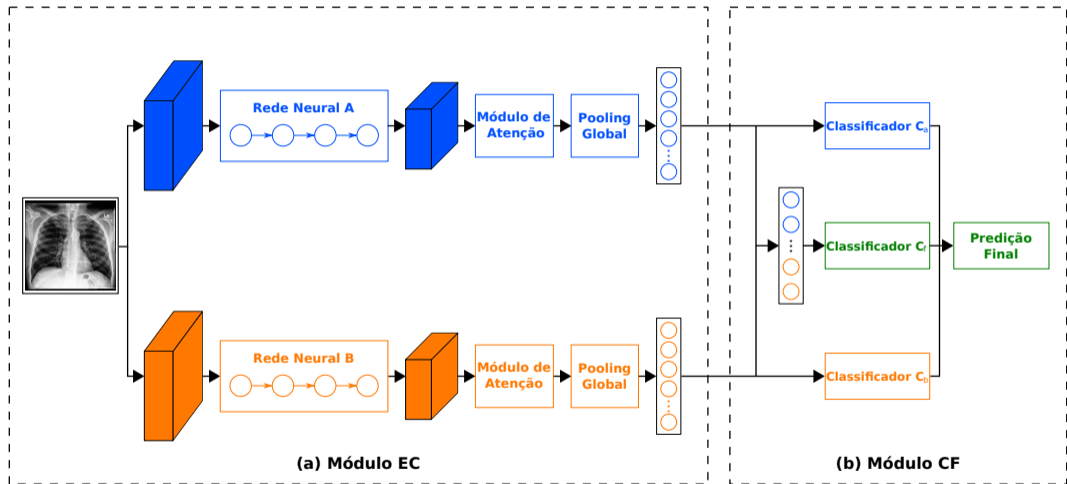 Rede Neural A
Módulo de
Atenção
Pooling
Global
Classificador Cₐ
Classificador Cf
Predição
Final
Rede Neural B
Módulo de
Atenção
Pooling
Global
Classificador Cb
(a) Módulo EC
(b) Módulo CF